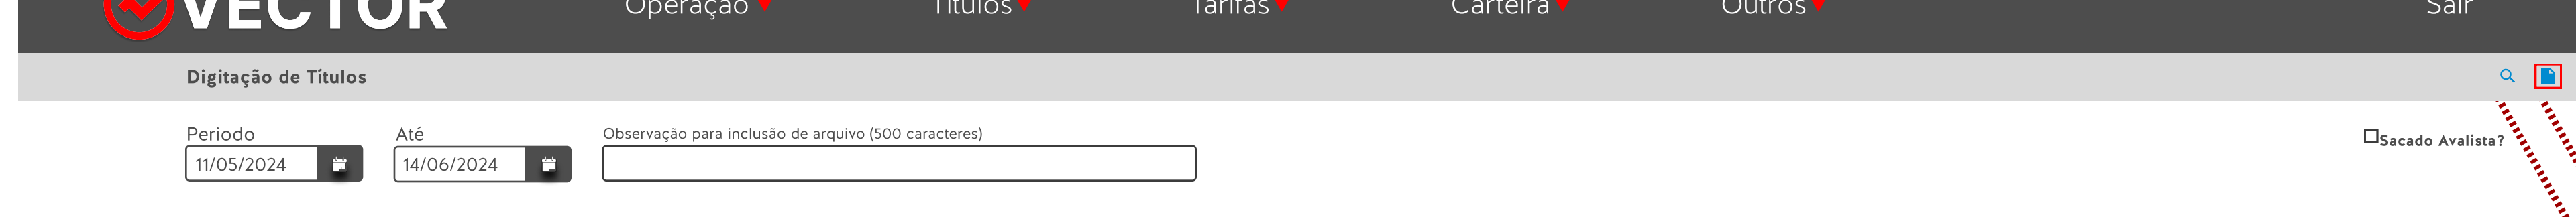 VECTOR Operação Títulos Tarifas Carteira Outros Sair
Digitação de Títulos
Periodo Até Observação para inclusão de arquivo (500 caracteres)
Sacado Avalista?
11/05/2024 14/06/2024